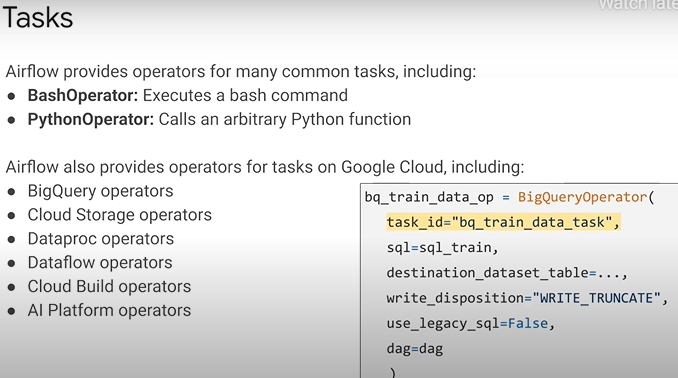 Watch late
Tasks
Airflow provides operators for many common tasks, including:
● BashOperator: Executes a bash command
● PythonOperator: Calls an arbitrary Python function
Airflow also provides operators for tasks on Google Cloud, including:
● BigQuery operators
● Cloud Storage operators
● Dataproc operators
● Dataflow operators
● Cloud Build operators
● AI Platform operators
bq_train_data_op = BigQueryOperator(
task_id="bq_train_data_task",
sql=sql_train,
destination_dataset_table=...,
write_disposition="WRITE_TRUNCATE",
use_legacy_sql=False,
dag=dag
)